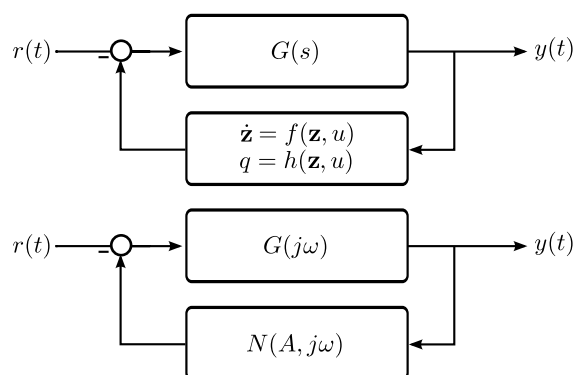 r(t) G(s) y(t)
−
ż = f(z, u)
q = h(z, u)
r(t) G(jω) y(t)
−
N(A, jω)